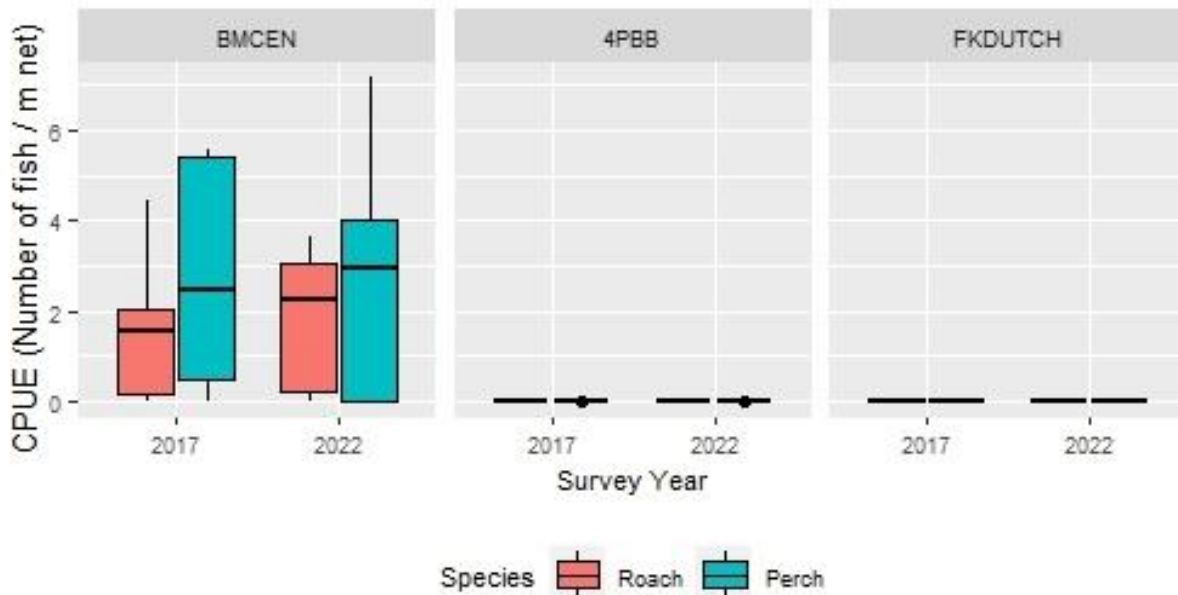 BMCEN 4PBB FKDUTCH
CPUE (Number of fish / m net)
6
4
2
0
2017 2022 2017 2022 2017 2022
Survey Year
Species Roach Perch